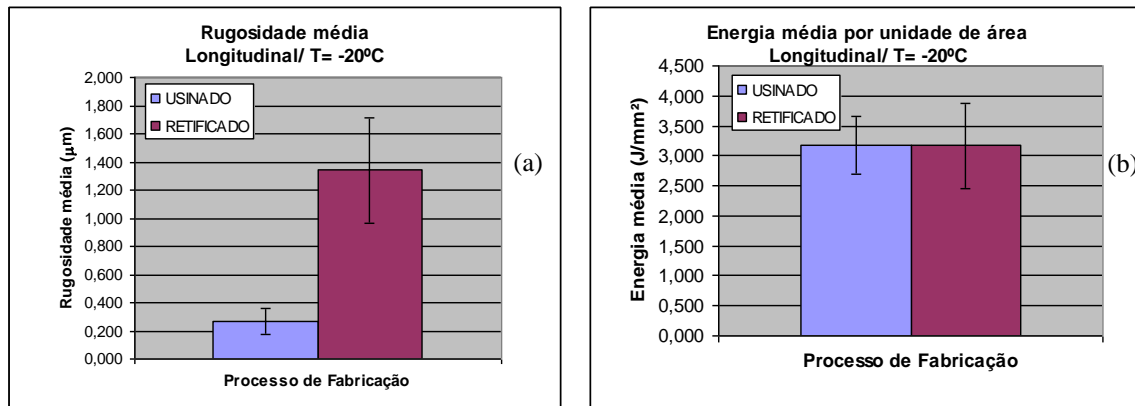 Rugosidade média
Longitudinal/ T= -20ºC
2,000
1,800
1,600
1,400
1,200
1,000
0,800
0,600
0,400
0,200
0,000
Rugosidade média (µm)
USINADO
RETIFICADO
Processo de Fabricação
(a)
Energia média por unidade de área
Longitudinal/ T= -20ºC
4,500
4,000
3,500
3,000
2,500
2,000
1,500
1,000
0,500
0,000
Energia média (J/mm²)
USINADO
RETIFICADO
Processo de Fabricação
(b)